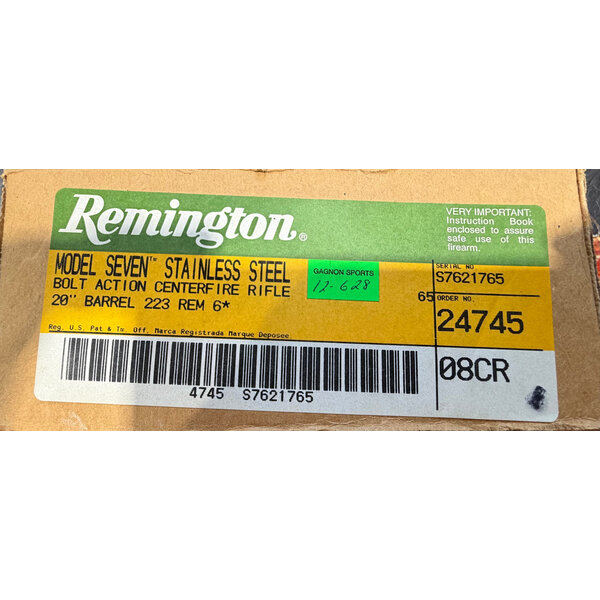 Remington®
VERY IMPORTANT:
Instruction Book
enclosed to assure
safe use of this
firearm.
MODEL SEVEN™ STAINLESS STEEL
BOLT ACTION CENTERFIRE RIFLE
20" BARREL 223 REM 6*
GAGNON SPORTS
12-628
SERIAL NO
S7621765
65
ORDER NO.
24745
Reg. U.S. Pat & Tm. Off. Marca Registrada Marque Deposee
08CR
4745 S7621765